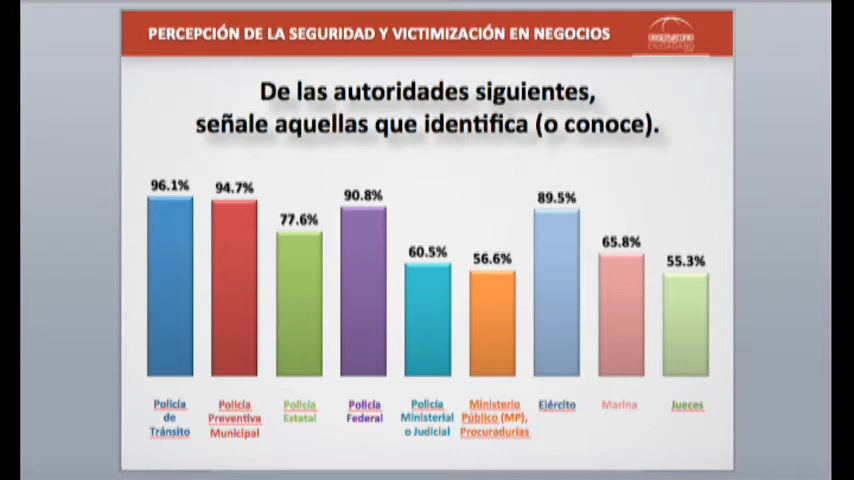 PERCEPCIÓN DE LA SEGURIDAD Y VICTIMIZACIÓN EN NEGOCIOS
OBSERVATORIO
CIUDADANO
De las autoridades siguientes,
señale aquellas que identifica (o conoce).
96.1%
94.7%
77.6%
90.8%
60.5%
56.6%
89.5%
65.8%
55.3%
Policía
de
Tránsito
Policía
Preventiva
Municipal
Policía
Estatal
Policía
Federal
Policía
Ministerial
o Judicial
Ministerio
Público (MP),
Procuradurías
Ejército
Marina
Jueces